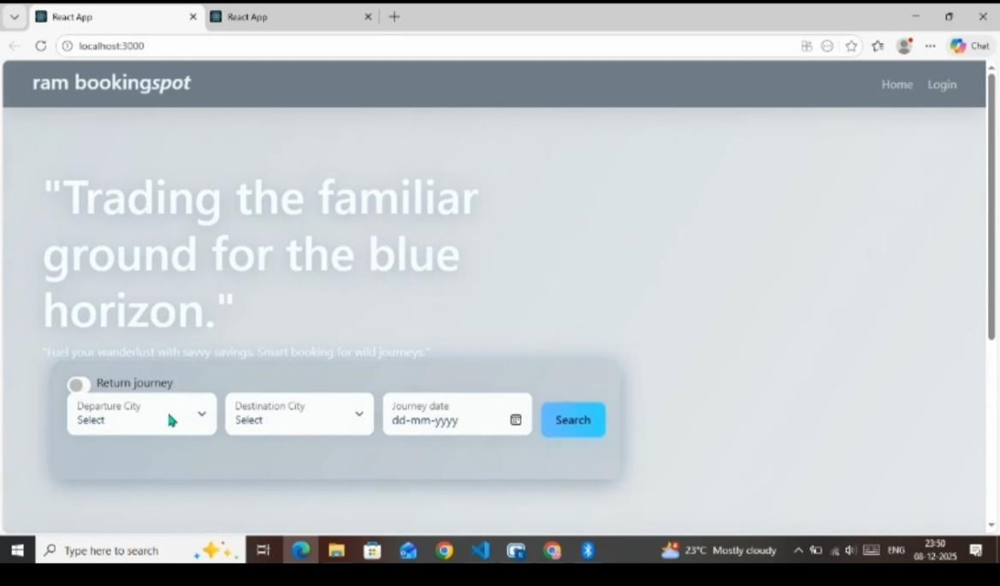 React App
React App
localhost:3000
Chat
ram bookingspot
Home
Login
"Trading the familiar
ground for the blue
horizon."
"Fuel your wanderlust with savvy savings. Smart booking for wild journeys."
Return journey
Departure City
Select
Destination City
Select
Journey date
dd-mm-yyyy
Search
Type here to search
23°C Mostly cloudy
ENG
23:50
08-12-2025